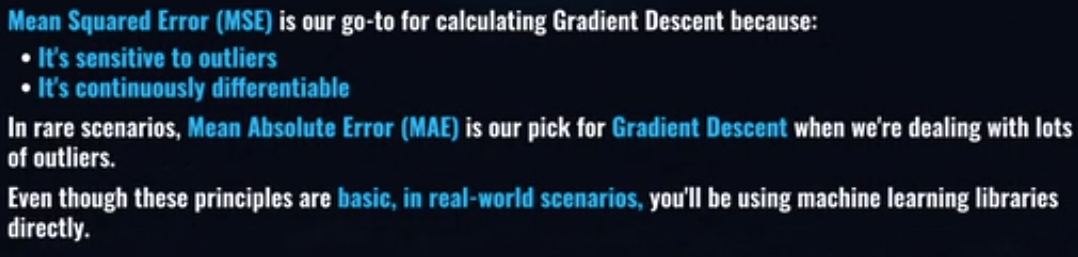 Mean Squared Error (MSE) is our go-to for calculating Gradient Descent because:
• It's sensitive to outliers
• It's continuously differentiable
In rare scenarios, Mean Absolute Error (MAE) is our pick for Gradient Descent when we're dealing with lots
of outliers.
Even though these principles are basic, in real-world scenarios, you'll be using machine learning libraries
directly.